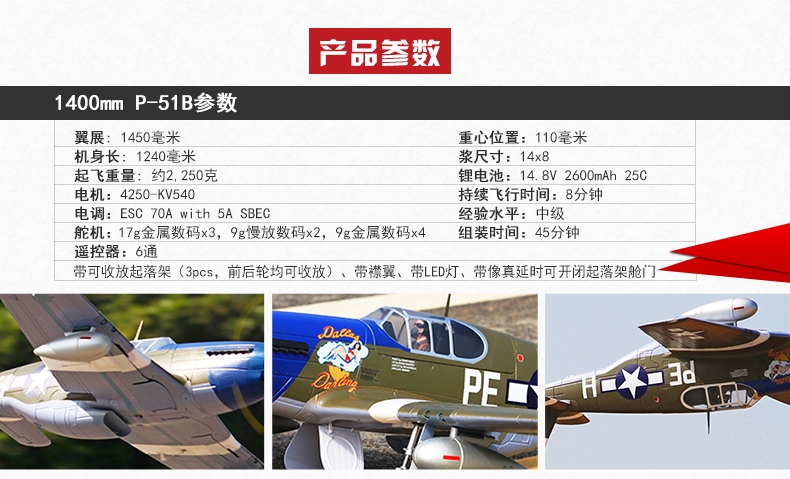 产品参数
1400mm P-51B参数
翼展: 1450毫米
重心位置: 110毫米
机身长: 1240毫米
浆尺寸: 14x8
起飞重量: 约2,250克
锂电池: 14.8V 2600mAh 25C
电机: 4250-KV540
持续飞行时间: 8分钟
电调: ESC 70A with 5A SBEC
经验水平: 中级
舵机: 17g金属数码x3, 9g慢放数码x2, 9g金属数码x4
组装时间: 45分钟
遥控器: 6通
带可收放起落架（3pcs, 前后轮均可收放）、带襟翼、带LED灯、带像真延时可开闭起落架舱门
Dallas
Darling
PE
H PE